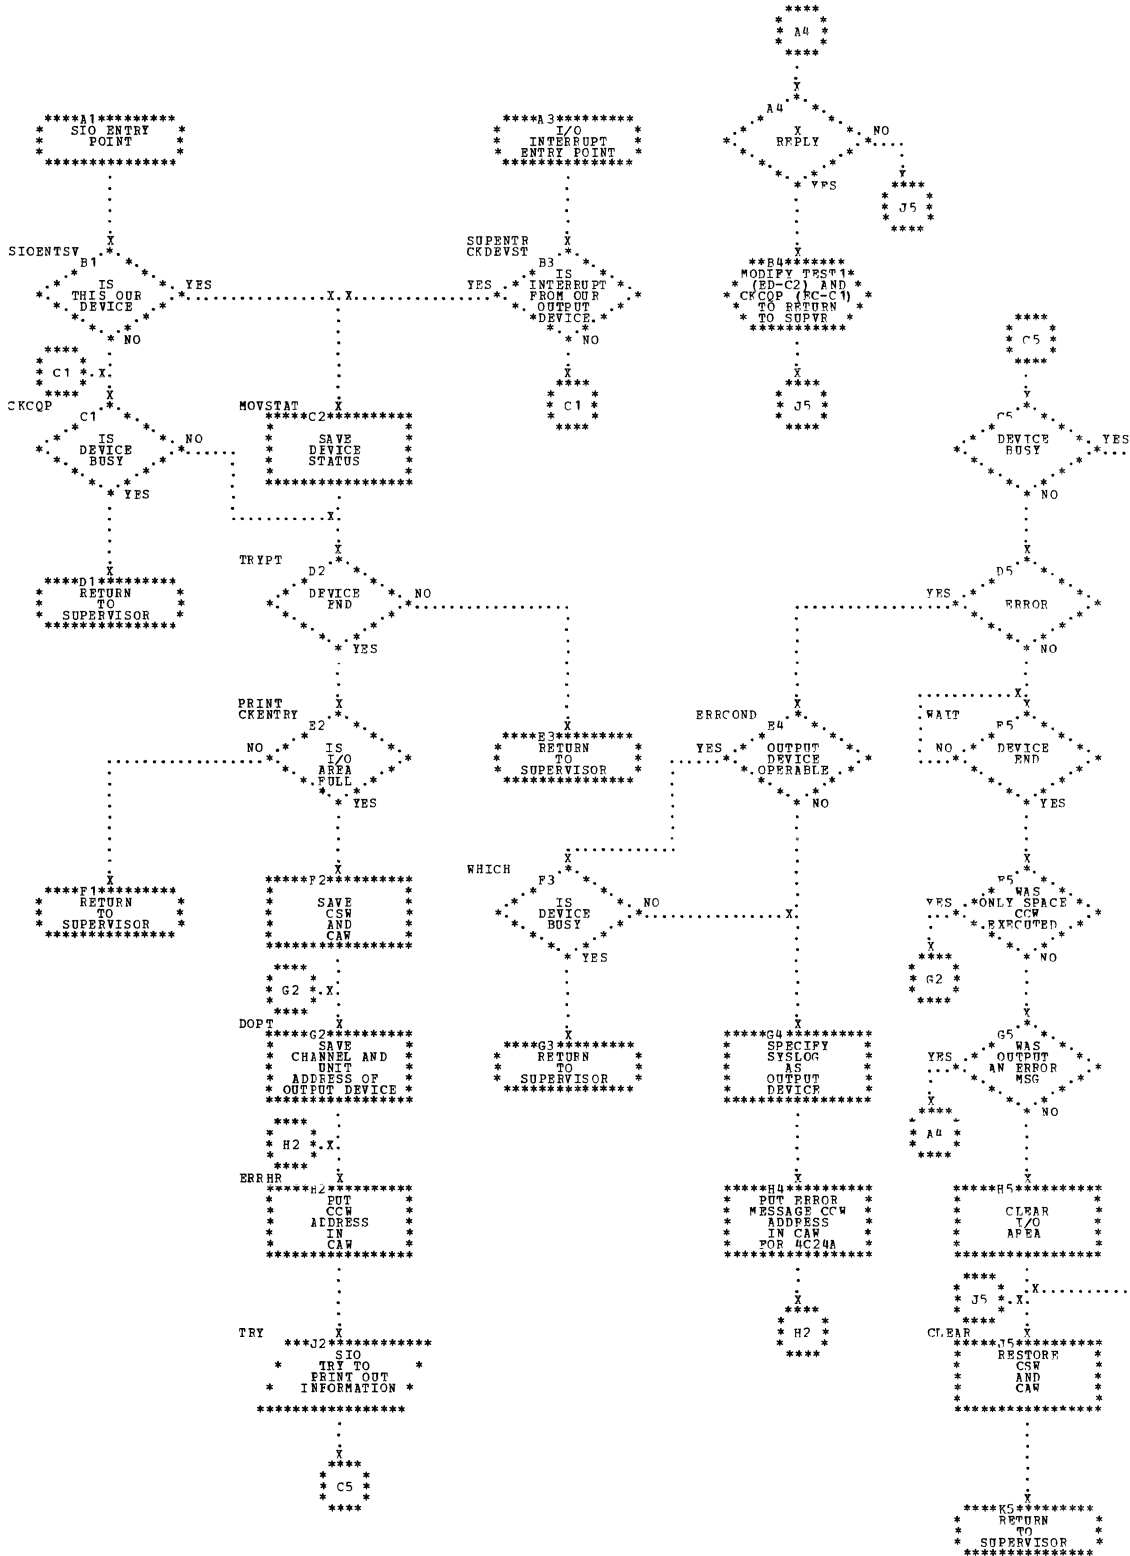 A4
A1
SIO ENTRY
POINT
A3
I/O
INTERRUPT
ENTRY POINT
A4
X
REPLY
NO
YES
J5
SIOENTSV
B1
IS
THIS OUR
DEVICE
YES
NO
SUPENTR
CKDEVST
B3
IS
INTERRUPT
FROM OUR
OUTPUT
DEVICE
YES
NO
B4
MODIFY TEST1
(ED-C2) AND
CKCQP (EC-C1)
TO RETURN
TO SUPVR
C5
C1
C1
J5
CKCQP
C1
IS
DEVICE
BUSY
NO
YES
MOVSTAT
C2
SAVE
DEVICE
STATUS
C5
DEVICE
BUSY
YES
NO
D1
RETURN
TO
SUPERVISOR
TRYPT
D2
DEVICE
END
NO
YES
D5
ERROR
YES
NO
PRINT
CKENTRY
E2
IS
I/O
AREA
FULL
NO
YES
E3
RETURN
TO
SUPERVISOR
ERRCOND
E4
OUTPUT
DEVICE
OPERABLE
YES
NO
WAIT
E5
DEVICE
END
NO
YES
F1
RETURN
TO
SUPERVISOR
F2
SAVE
CSW
AND
CAW
WHICH
F3
IS
DEVICE
BUSY
NO
YES
F5
WAS
ONLY SPACE
CCW
EXECUTED
YES
NO
G2
G2
DOPT
G2
SAVE
CHANNEL AND
UNIT
ADDRESS OF
OUTPUT DEVICE
G3
RETURN
TO
SUPERVISOR
G4
SPECIFY
SYSLOG
AS
OUTPUT
DEVICE
G5
WAS
OUTPUT
AN ERROR
MSG
YES
NO
H2
A4
ERRHR
H2
PUT
CCW
ADDRESS
IN
CAW
H4
PUT ERROR
MESSAGE CCW
ADDRESS
IN CAW
FOR 4C24A
H5
CLEAR
I/O
AREA
J5
H2
TRY
J2
SIO
TRY TO
PRINT OUT
INFORMATION
CLEAR
J5
RESTORE
CSW
AND
CAW
C5
K5
RETURN
TO
SUPERVISOR